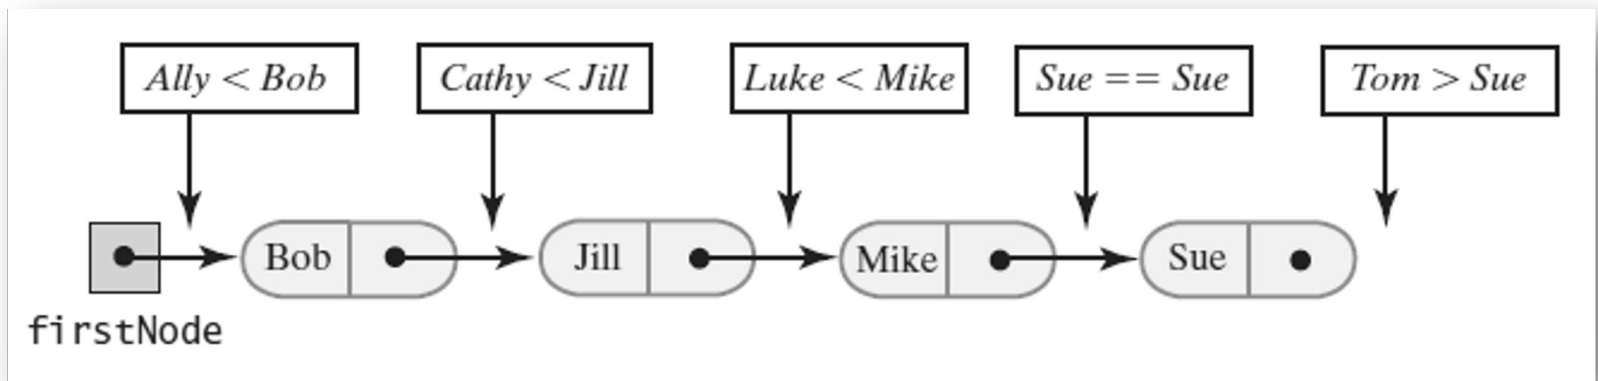 Ally < Bob
Cathy < Jill
Luke < Mike
Sue == Sue
Tom > Sue
Bob
Jill
Mike
Sue
firstNode